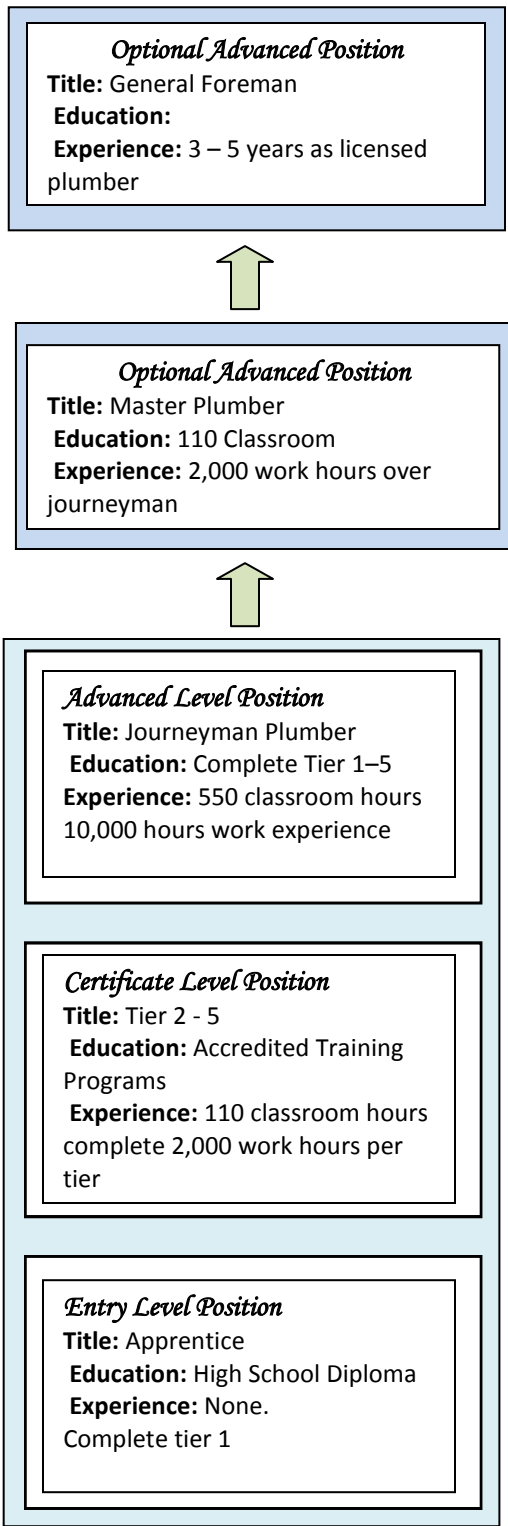 Optional Advanced Position
Title: General Foreman
Education:
Experience: 3 – 5 years as licensed
plumber
Optional Advanced Position
Title: Master Plumber
Education: 110 Classroom
Experience: 2,000 work hours over
journeyman
Advanced Level Position
Title: Journeyman Plumber
Education: Complete Tier 1–5
Experience: 550 classroom hours
10,000 hours work experience
Certificate Level Position
Title: Tier 2 - 5
Education: Accredited Training
Programs
Experience: 110 classroom hours
complete 2,000 work hours per
tier
Entry Level Position
Title: Apprentice
Education: High School Diploma
Experience: None.
Complete tier 1